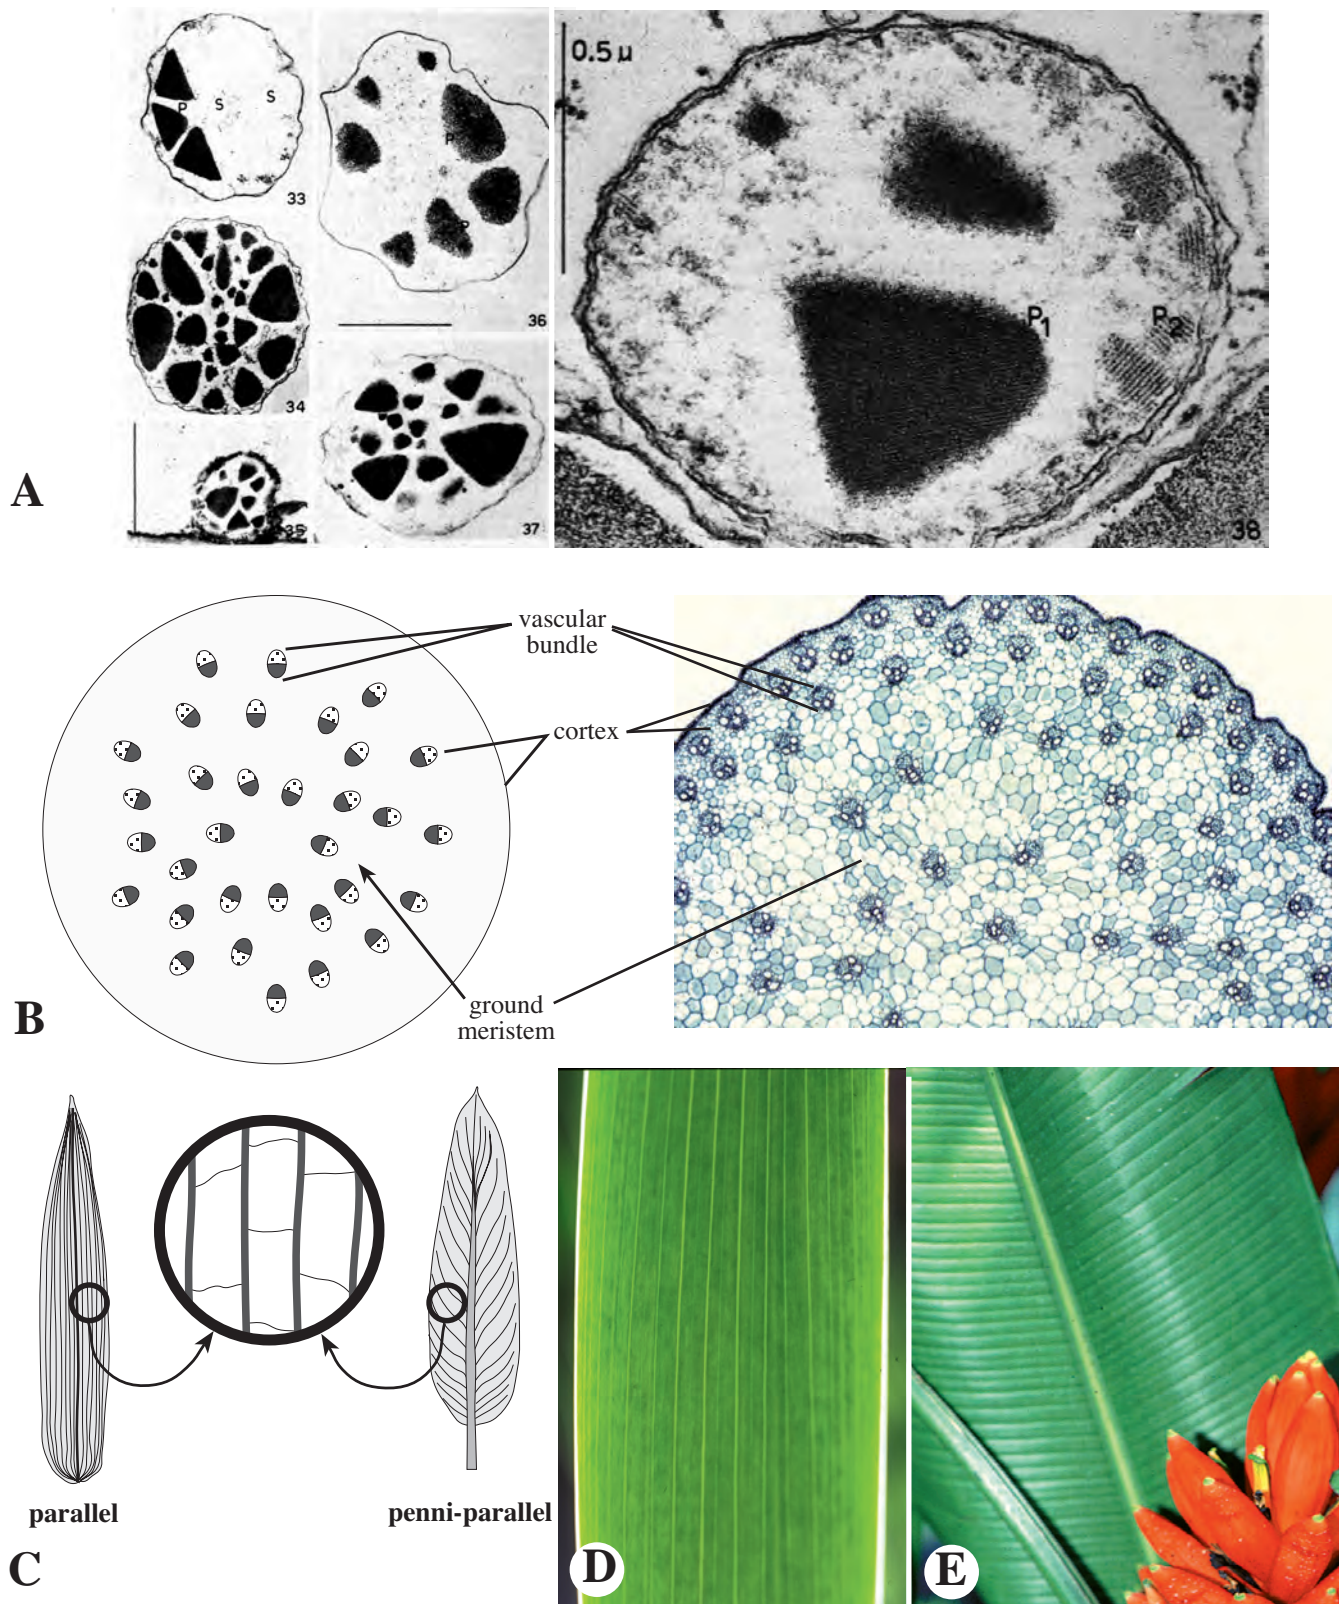 0.5 µ
P
S
S
33
P
P
36
34
35
37
P1
P2
38
A
vascular
bundle
cortex
ground
meristem
B
parallel
penni-parallel
C
D
E